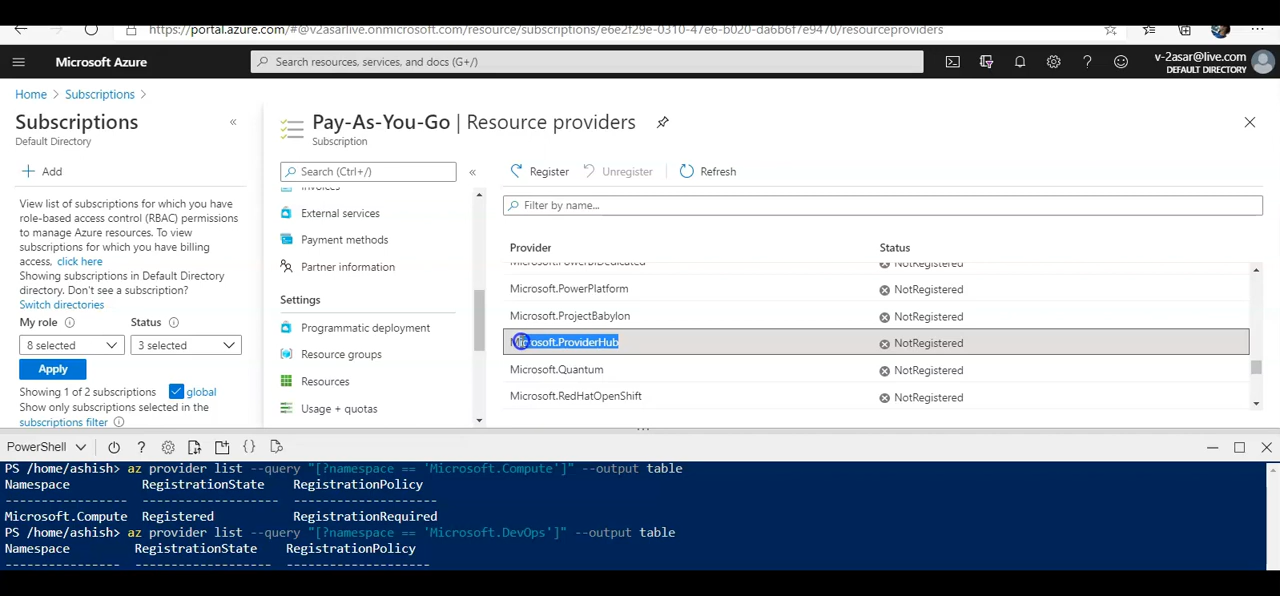 https://portal.azure.com/#@v2asarlive.onmicrosoft.com/resource/subscriptions/e6e2f29e-0310-47e6-b020-da6b6f7e9470/resourceproviders
Microsoft Azure
Search resources, services, and docs (G+/)
v-2asar@live.com
DEFAULT DIRECTORY
Home > Subscriptions >
Subscriptions
Default Directory
Add
View list of subscriptions for which you have
role-based access control (RBAC) permissions
to manage Azure resources. To view
subscriptions for which you have billing
access, click here
Showing subscriptions in Default Directory
directory. Don't see a subscription?
Switch directories
My role
Status
8 selected
3 selected
Apply
Showing 1 of 2 subscriptions
global
Show only subscriptions selected in the
subscriptions filter
Pay-As-You-Go | Resource providers
Subscription
Search (Ctrl+/)
Invoices
External services
Payment methods
Partner information
Settings
Programmatic deployment
Resource groups
Resources
Usage + quotas
Register
Unregister
Refresh
Filter by name...
Provider Status
Microsoft.PowerBIDedicated NotRegistered
Microsoft.PowerPlatform NotRegistered
Microsoft.ProjectBabylon NotRegistered
Microsoft.ProviderHub NotRegistered
Microsoft.Quantum NotRegistered
Microsoft.RedHatOpenShift NotRegistered
PowerShell
PS /home/ashish> az provider list --query "[?namespace == 'Microsoft.Compute']" --output table
Namespace RegistrationState RegistrationPolicy
---------------- ------------------- --------------------
Microsoft.Compute Registered RegistrationRequired
PS /home/ashish> az provider list --query "[?namespace == 'Microsoft.DevOps']" --output table
Namespace RegistrationState RegistrationPolicy
---------------- ------------------- --------------------